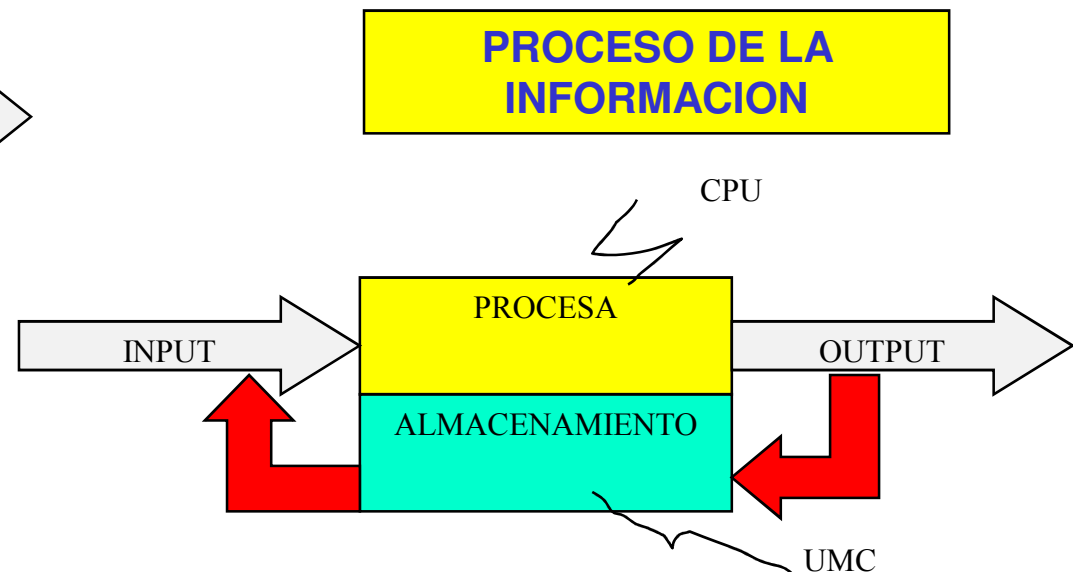 PROCESO DE LA
INFORMACION
CPU
PROCESA
INPUT
OUTPUT
ALMACENAMIENTO
UMC